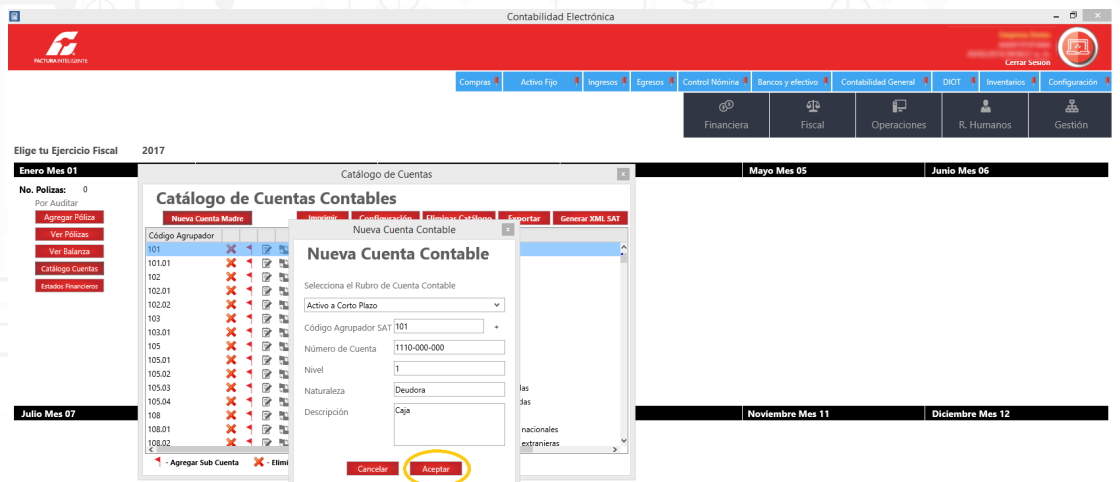 Contabilidad Electrónica
FACTURA INTELIGENTE
Cerrar Sesión
Compras Activo Fijo Ingresos Egresos Control Nómina Bancos y efectivo Contabilidad General DIOT Inventarios Configuración
Financiera Fiscal Operaciones R. Humanos Gestión
Elige tu Ejercicio Fiscal 2017
Enero Mes 01 Mayo Mes 05 Junio Mes 06
No. Polizas: 0
Por Auditar
Agregar Póliza
Ver Pólizas
Ver Balanza
Catálogo Cuentas
Estados Financieros
Catálogo de Cuentas
Catálogo de Cuentas Contables
Nueva Cuenta Madre Imprimir Configuración Eliminar Catálogo Exportar Generar XML SAT
Código Agrupador
101
101.01
102
102.01
102.02
103
103.01
105
105.01
105.02
105.03
105.04
108
108.01 nacionales
108.02 extranjeras
- Agregar Sub Cuenta
Nueva Cuenta Contable
Nueva Cuenta Contable
Selecciona el Rubro de Cuenta Contable
Activo a Corto Plazo
Código Agrupador SAT 101 +
Número de Cuenta 1110-000-000
Nivel 1
Naturaleza Deudora
Descripción Caja
Cancelar Aceptar
Julio Mes 07 Noviembre Mes 11 Diciembre Mes 12